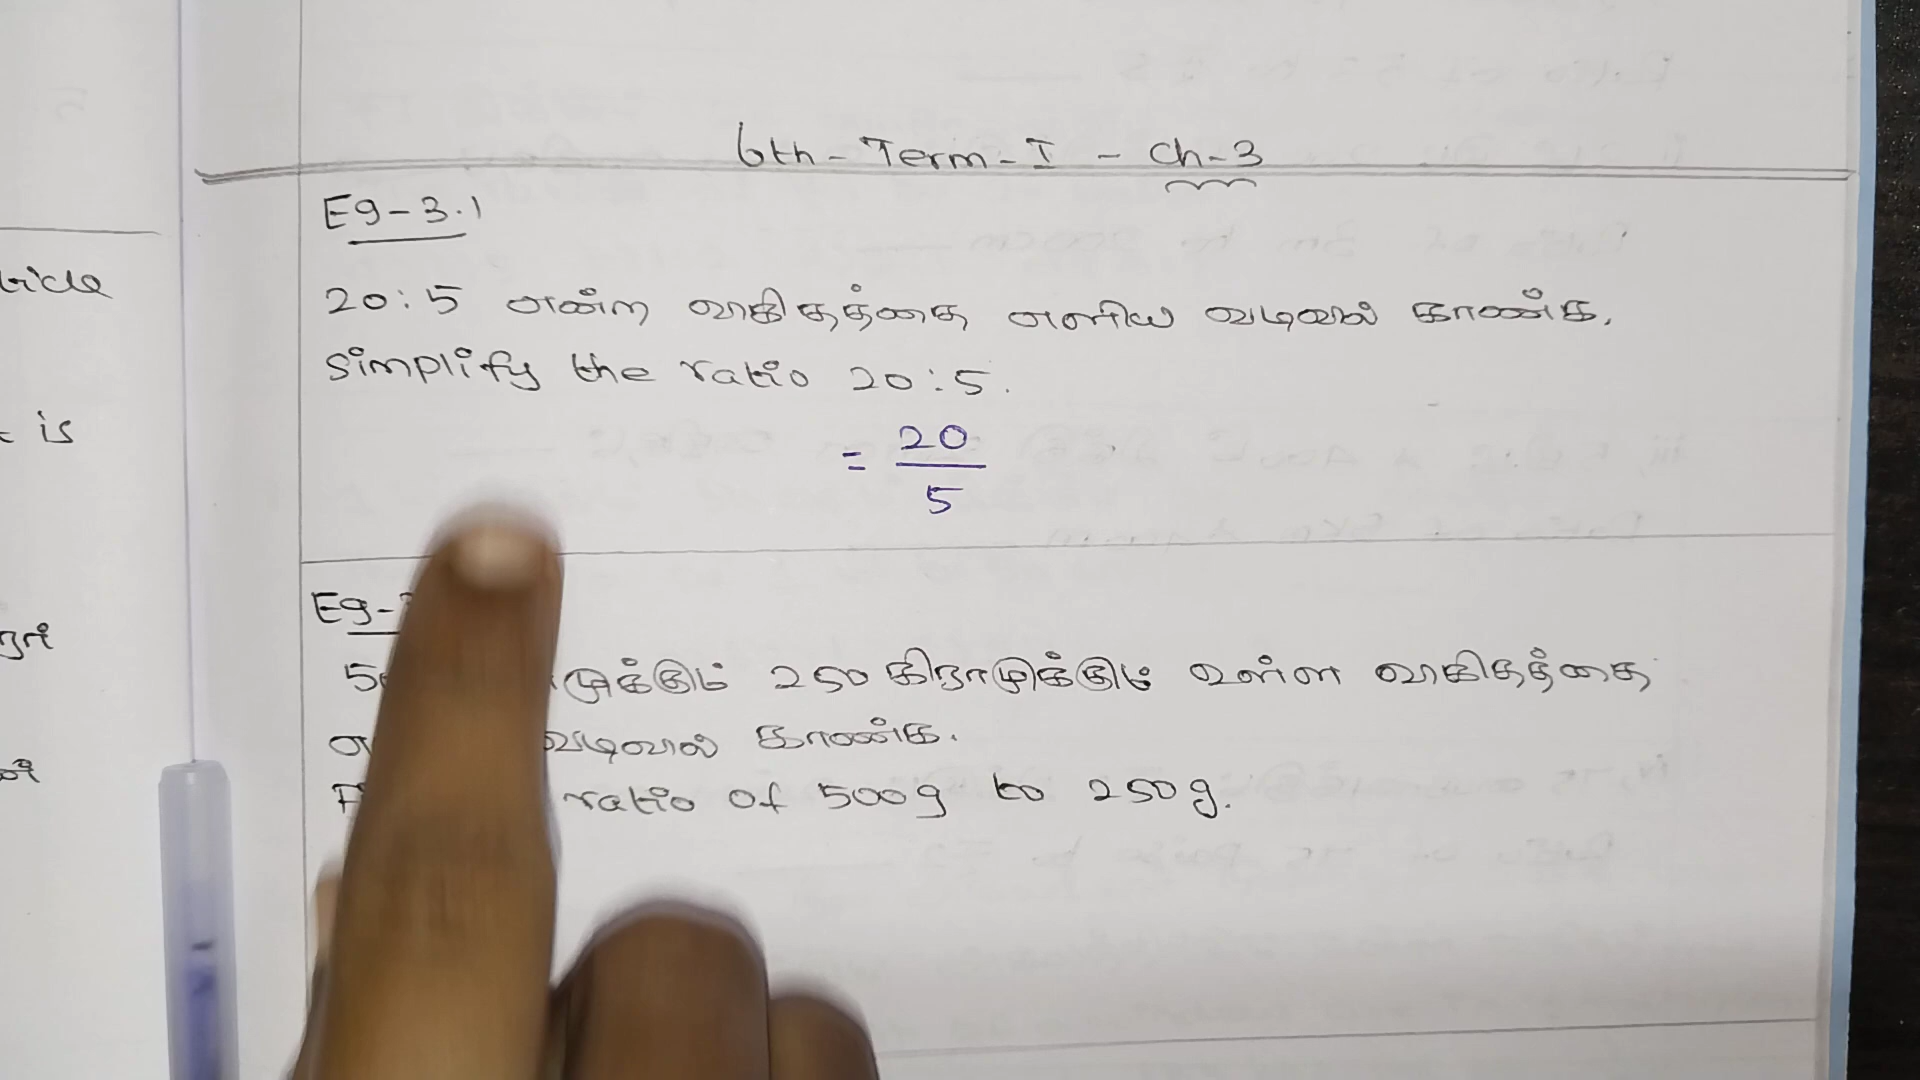 6th - Term - I - Ch-3
Eg-3.1
20:5 என்ற விகிதத்தை எளிய வடிவில் காண்க.
Simplify the ratio 20:5.
= 20
5
Eg-
250 கிராமுக்கும் உள்ள விகிதத்தை
வடிவில் காண்க.
ratio of 500g to 250g.
is